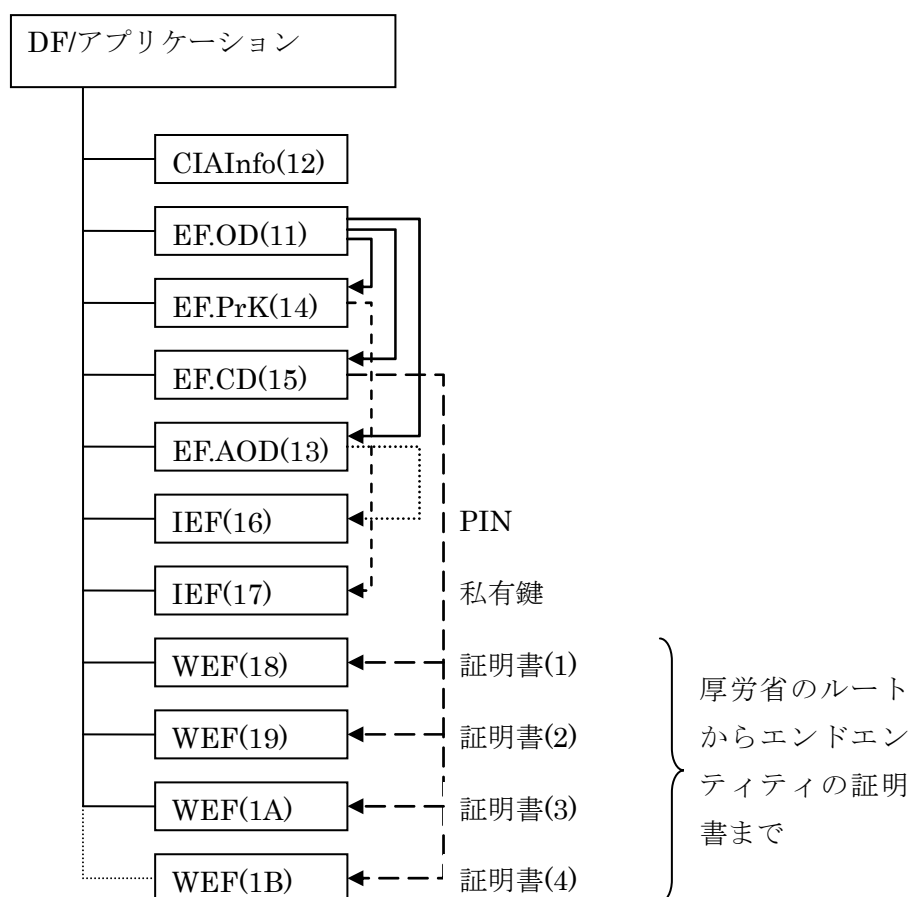 DF/アプリケーション
CIAInfo(12)
EF.OD(11)
EF.PrK(14)
EF.CD(15)
EF.AOD(13)
IEF(16)
PIN
IEF(17)
私有鍵
WEF(18)
証明書(1)
WEF(19)
証明書(2)
WEF(1A)
証明書(3)
WEF(1B)
証明書(4)
厚労省のルート
からエンドエン
ティティの証明
書まで